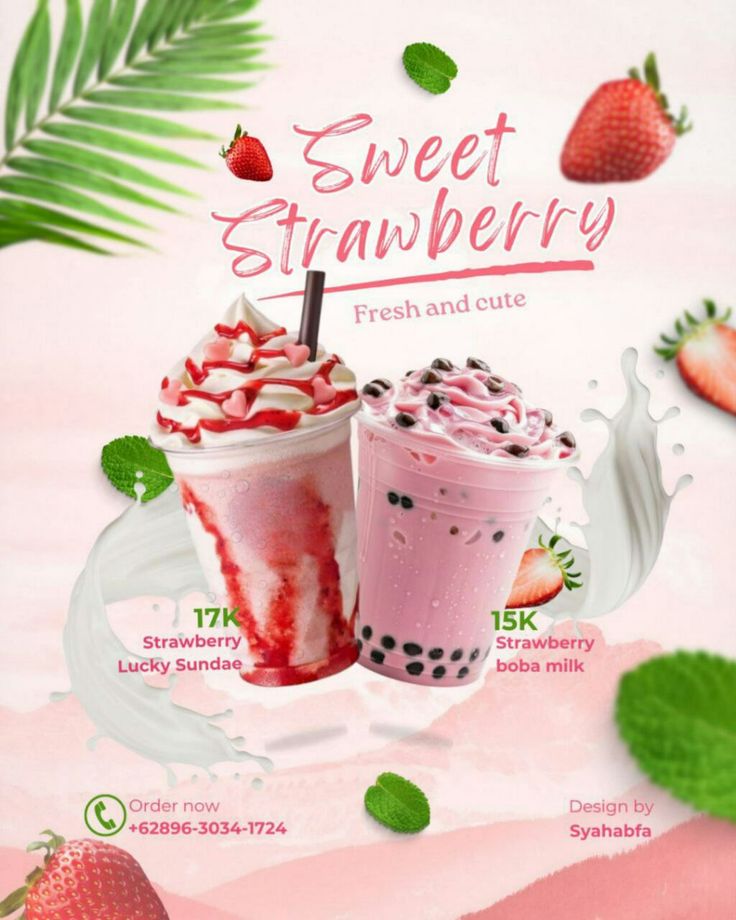 Sweet
Strawberry
Fresh and cute
17K
Strawberry
Lucky Sundae
15K
Strawberry
boba milk
Order now
+62896-3034-1724
Design by
Syahabfa